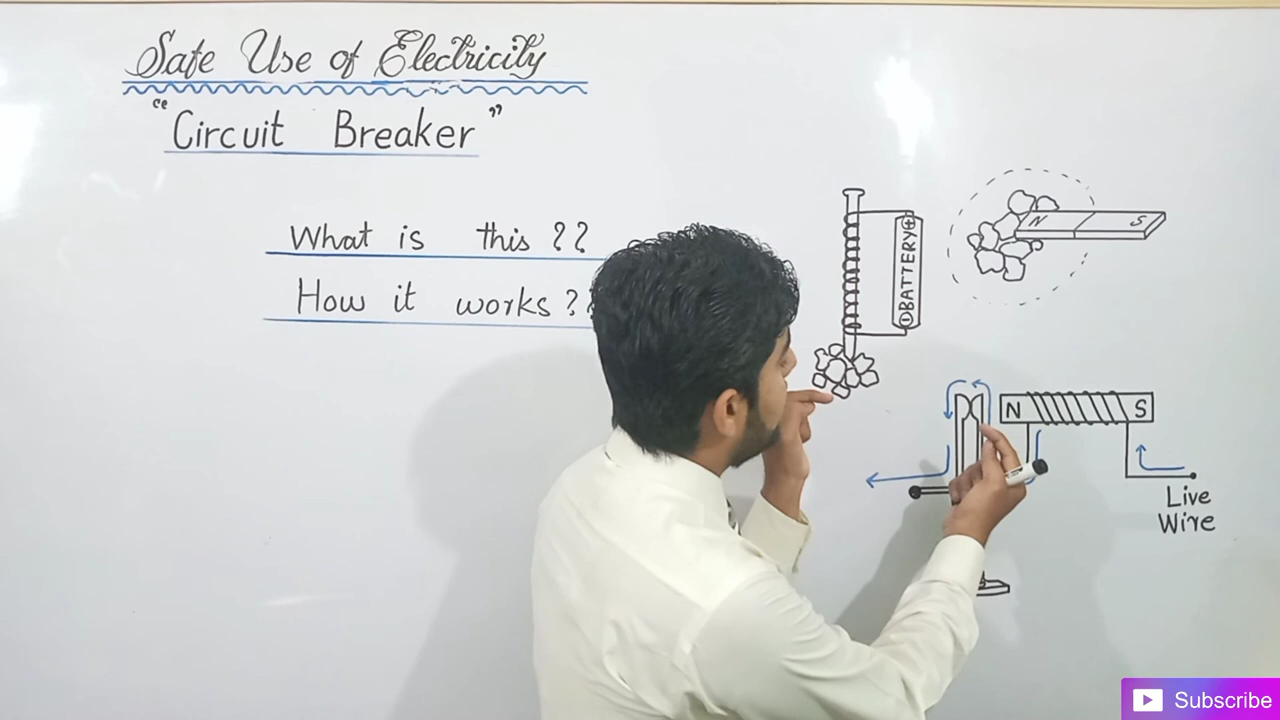 Safe Use of Electricity
"Circuit Breaker"
What is this ??
How it works ??
BATTERY
N S
N S
Live
Wire
Subscribe